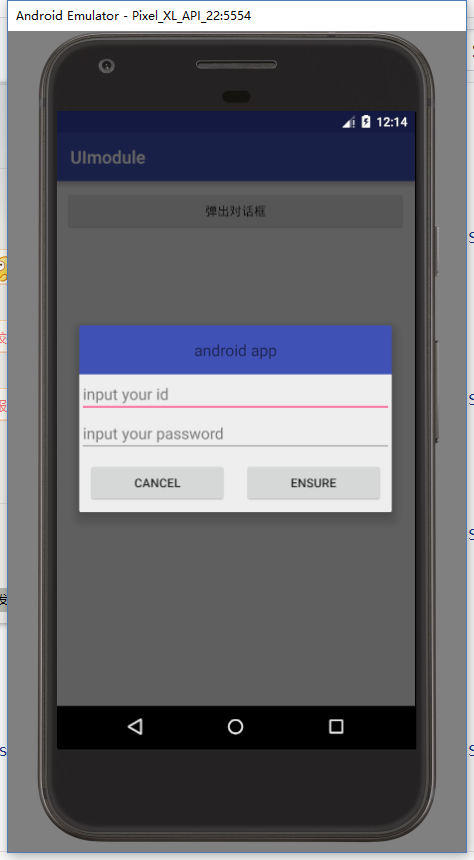 Android Emulator - Pixel_XL_API_22:5554
12:14
UImodule
弹出对话框
android app
input your id
input your password
CANCEL
ENSURE